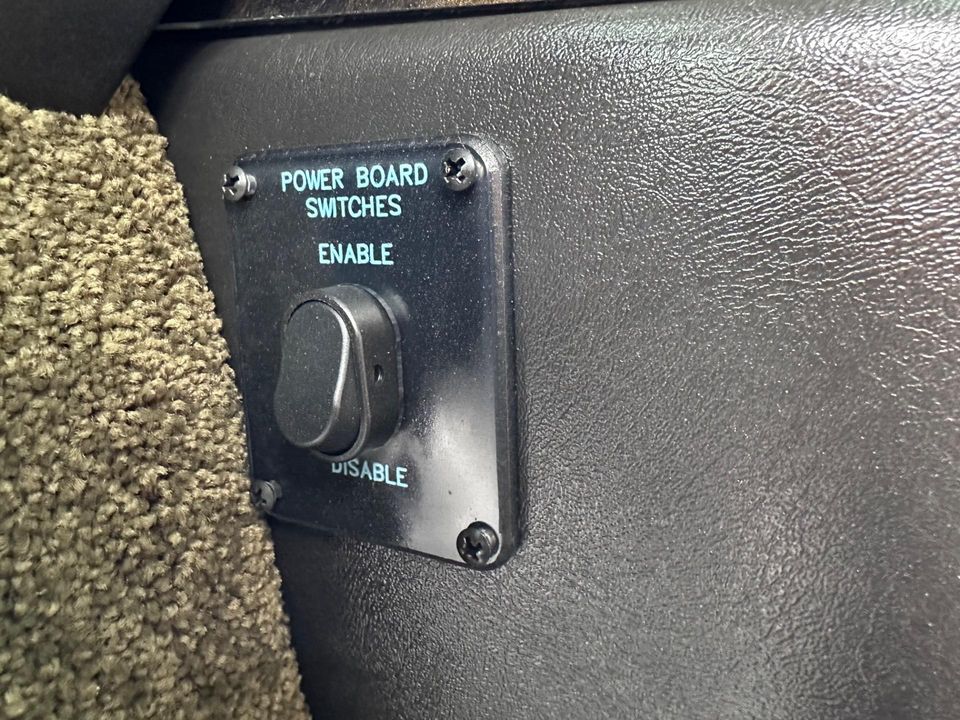 POWER BOARD
SWITCHES
ENABLE
DISABLE